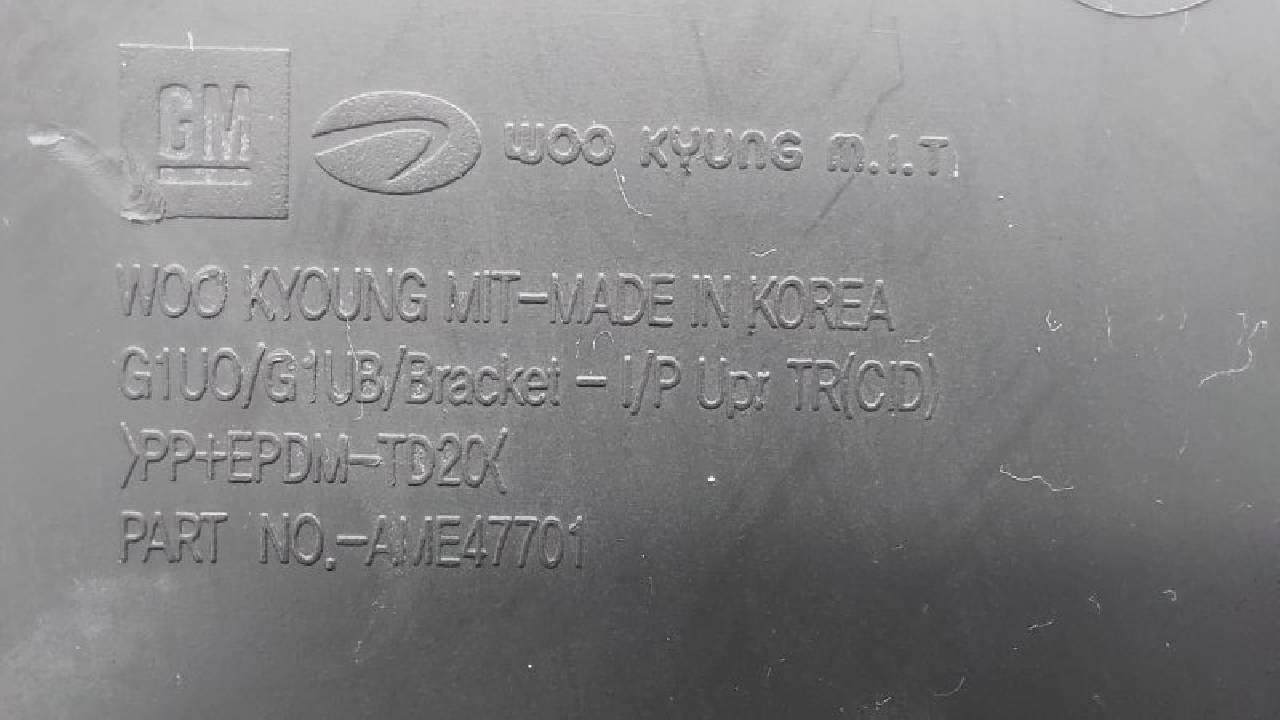 GM WOO KYUNG M.I.T
WOO KYOUNG MIT-MADE IN KOREA
G1UO/G1UB/Bracket - I/P Upr TR(C.D)
>PP+EPDM-TD20<
PART NO.-AME47701